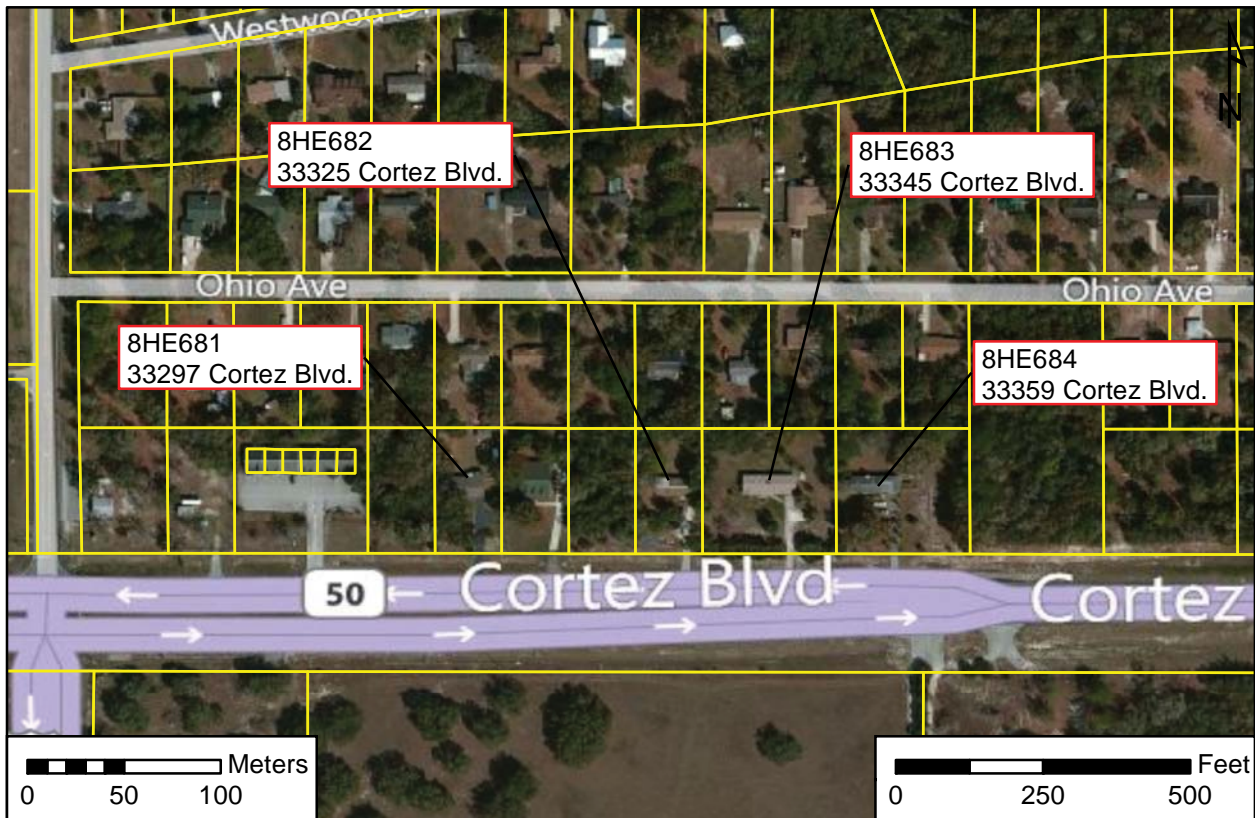 Westwood
N
8HE682
33325 Cortez Blvd.
8HE683
33345 Cortez Blvd.
Ohio Ave
Ohio Ave
8HE681
33297 Cortez Blvd.
8HE684
33359 Cortez Blvd.
50
Cortez Blvd
Cortez
Meters
0 50 100
Feet
0 250 500